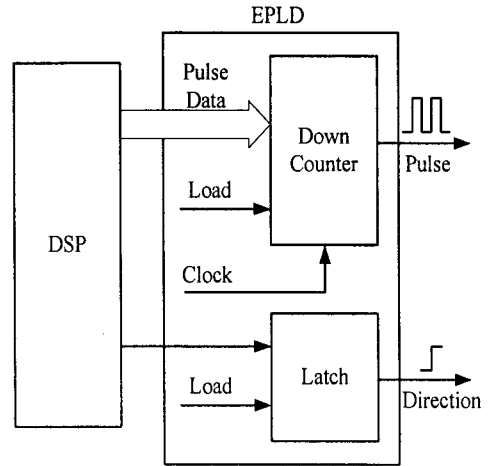 EPLD
Pulse
Data
Down
Counter
Pulse
Load
DSP
Clock
Latch
Load
Direction